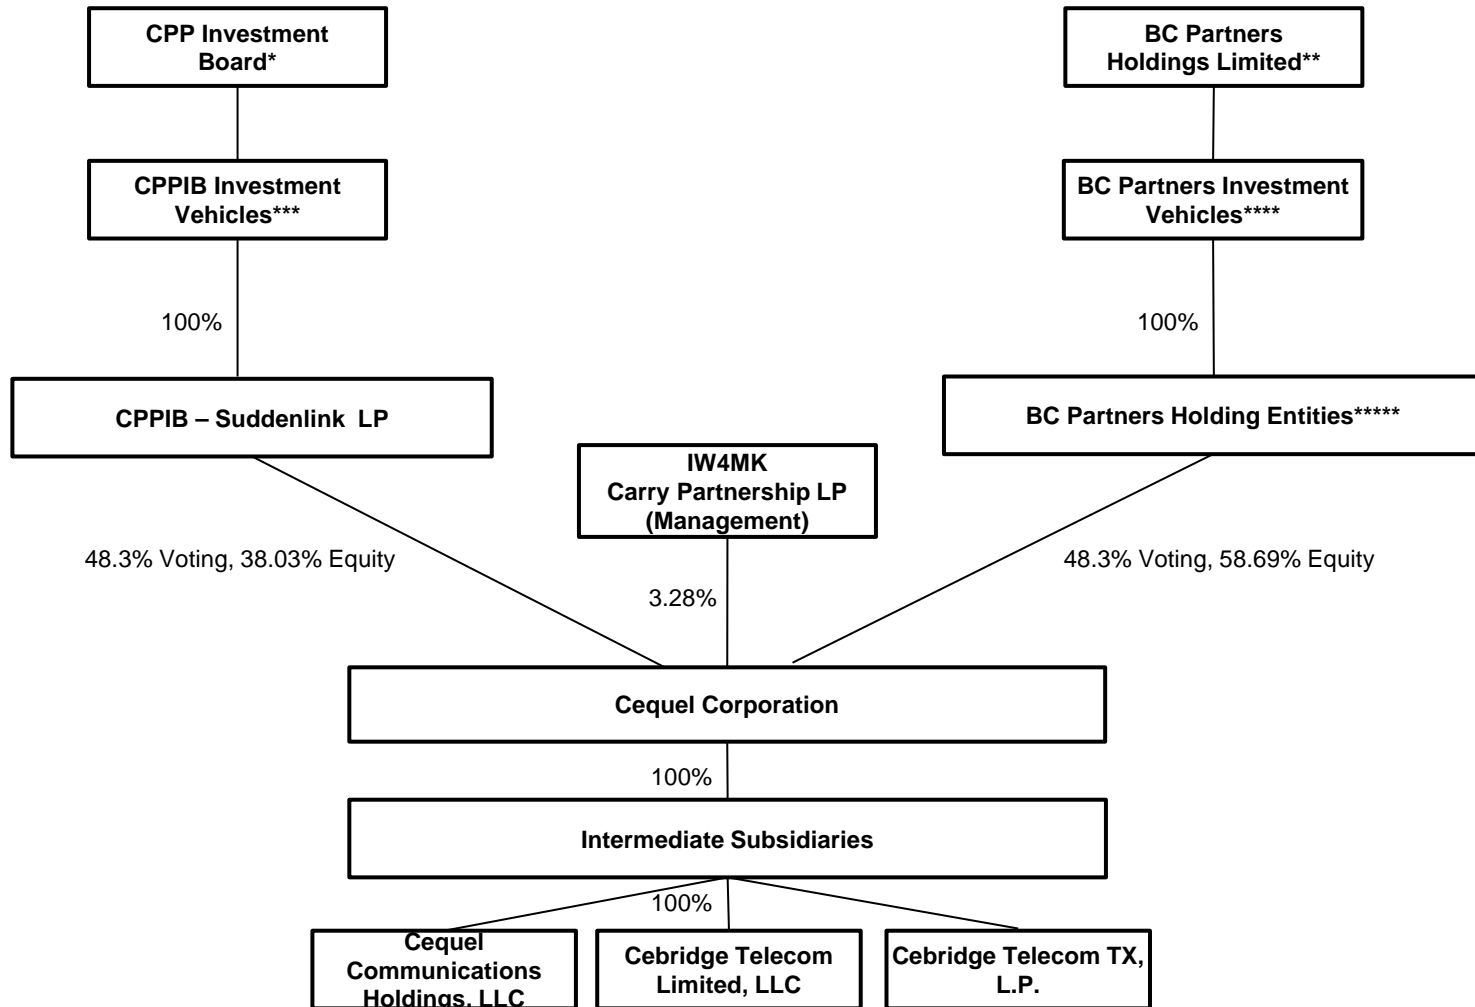 CPP Investment
Board*
BC Partners
Holdings Limited**
CPPIB Investment
Vehicles***
BC Partners Investment
Vehicles****
100%
100%
CPPIB – Suddenlink LP
BC Partners Holding Entities*****
IW4MK
Carry Partnership LP
(Management)
48.3% Voting, 38.03% Equity
3.28%
48.3% Voting, 58.69% Equity
Cequel Corporation
100%
Intermediate Subsidiaries
100%
Cequel
Communications
Holdings, LLC
Cebridge Telecom
Limited, LLC
Cebridge Telecom TX,
L.P.